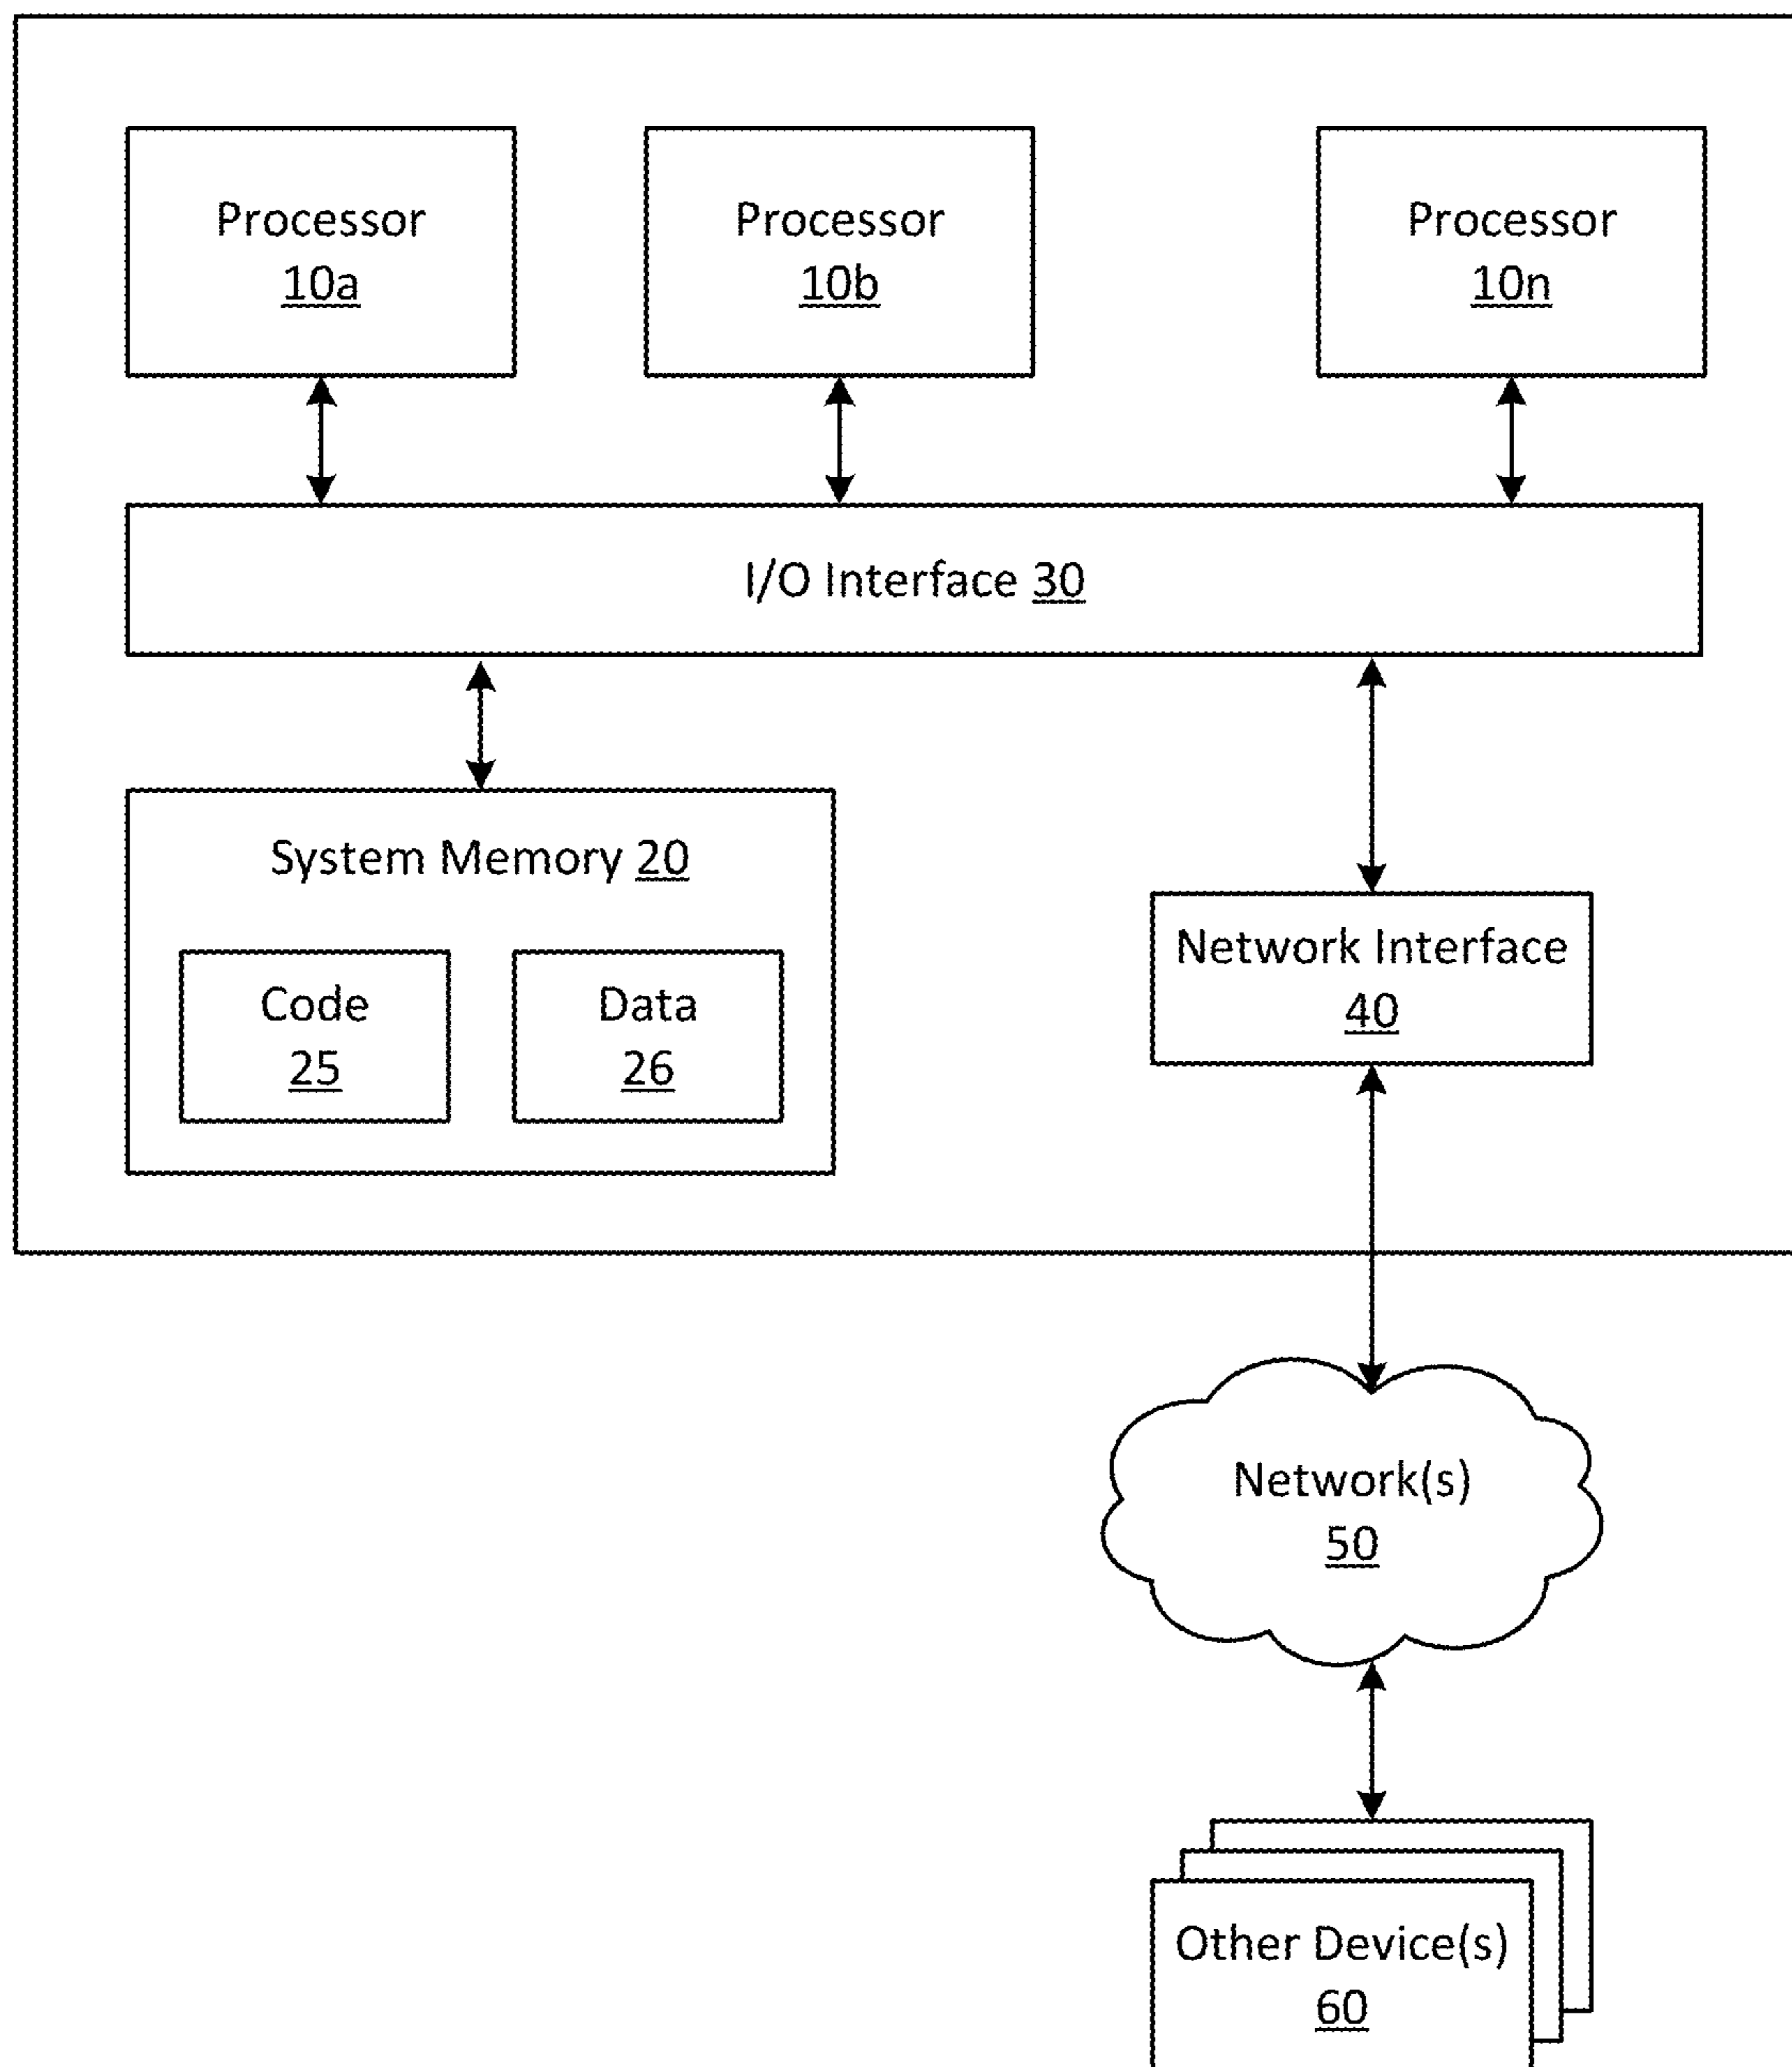 Processor
10a
Processor
10b
Processor
10n
I/O Interface 30
System Memory 20
Code
25
Data
26
Network Interface
40
Network(s)
50
Other Device(s)
60